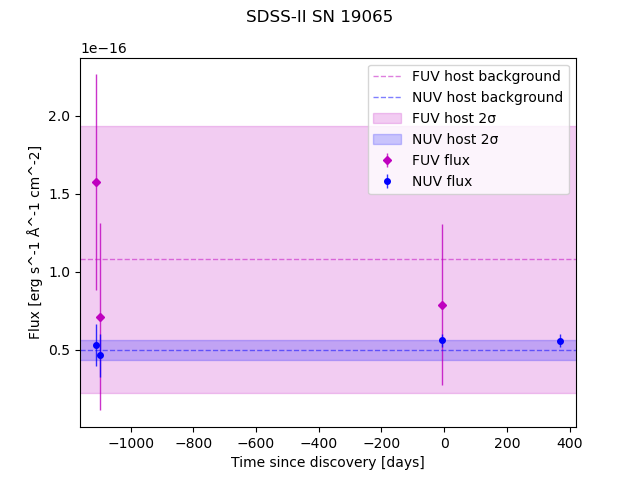 SDSS-II SN 19065
1e−16
FUV host background
NUV host background
FUV host 2σ
NUV host 2σ
FUV flux
NUV flux
2.0
1.5
1.0
0.5
Flux [erg s^-1 Å^-1 cm^-2]
−1000 −800 −600 −400 −200 0 200 400
Time since discovery [days]